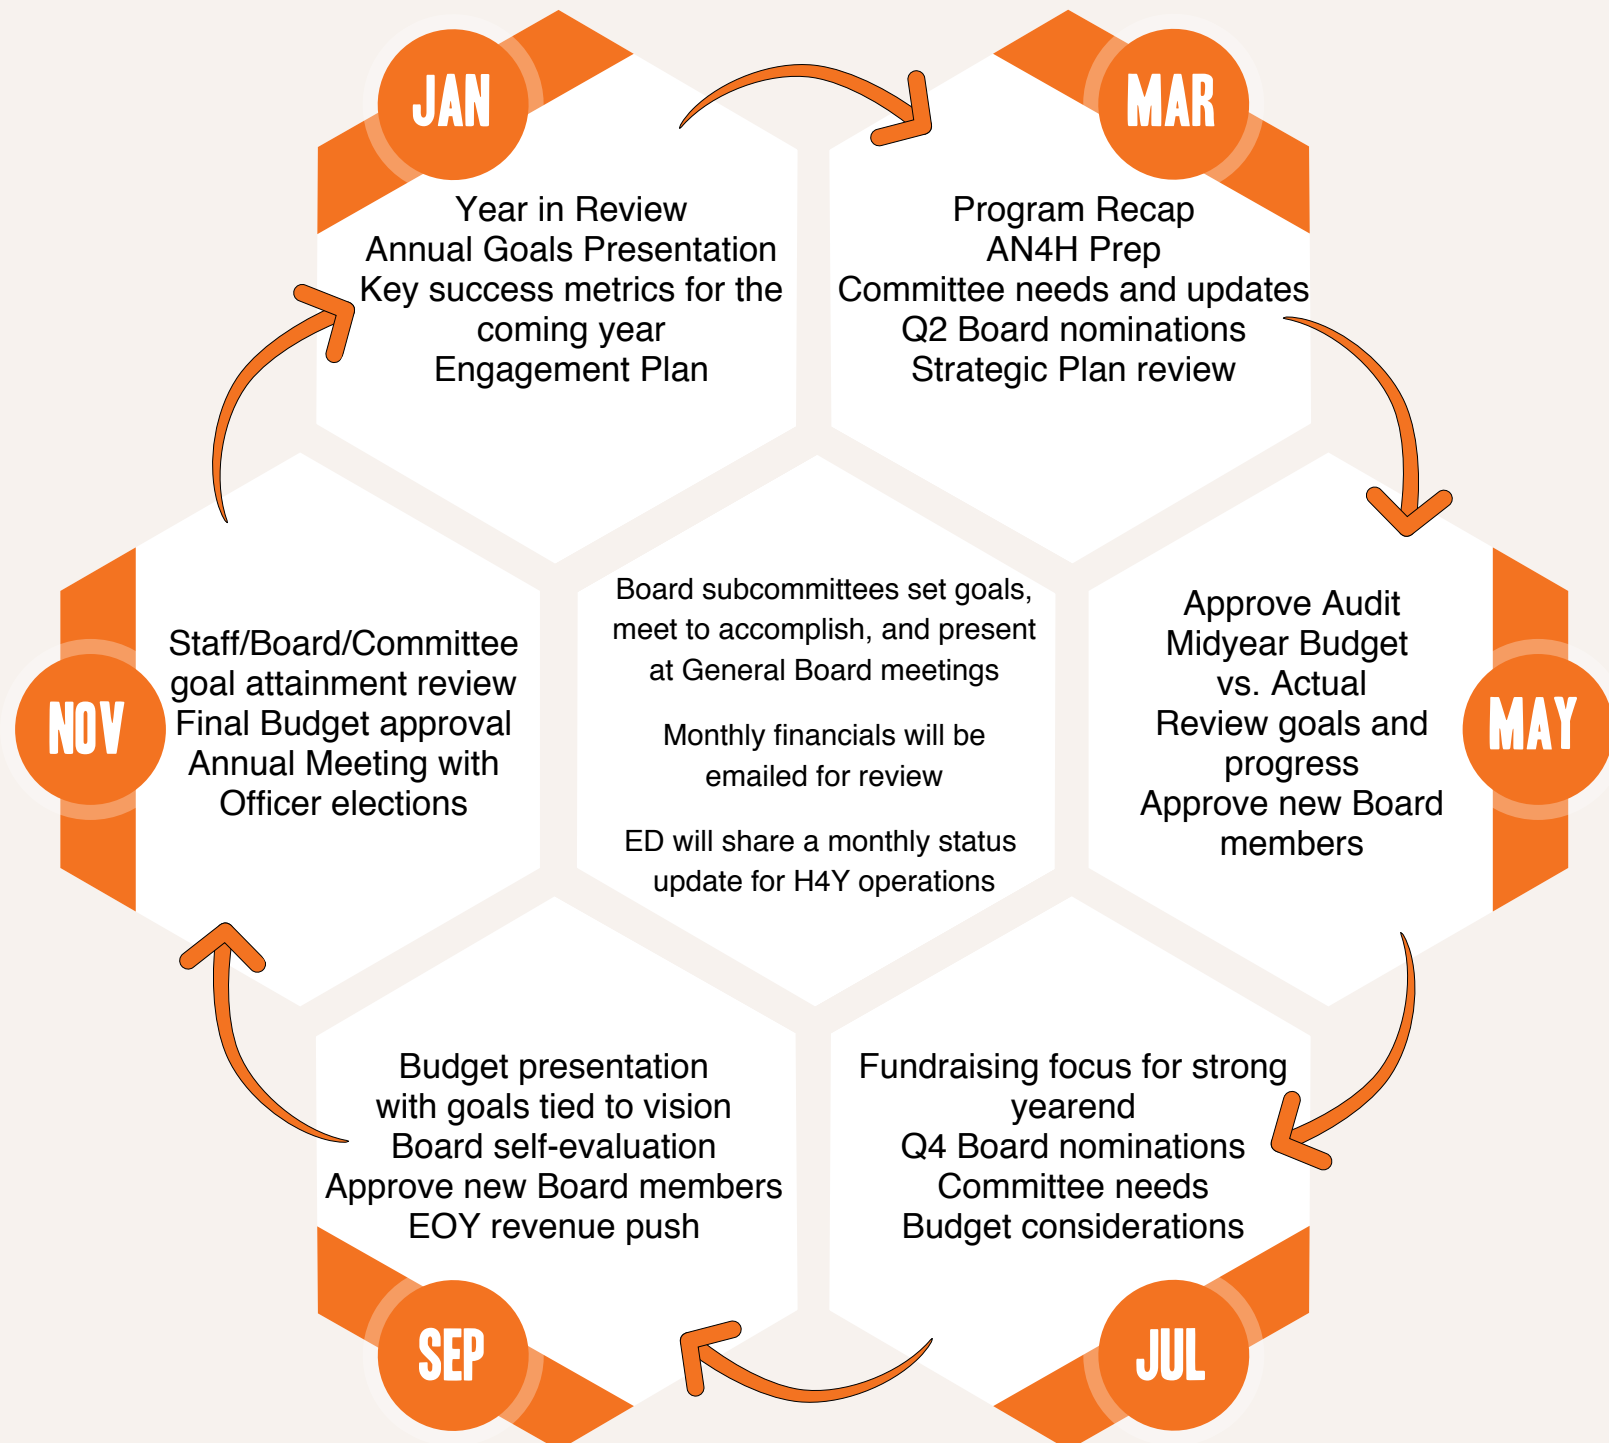 JAN
Year in Review
Annual Goals Presentation
Key success metrics for the
coming year
Engagement Plan
MAR
Program Recap
AN4H Prep
Committee needs and updates
Q2 Board nominations
Strategic Plan review
MAY
Approve Audit
Midyear Budget
vs. Actual
Review goals and
progress
Approve new Board
members
JUL
Fundraising focus for strong
yearend
Q4 Board nominations
Committee needs
Budget considerations
SEP
Budget presentation
with goals tied to vision
Board self-evaluation
Approve new Board members
EOY revenue push
NOV
Staff/Board/Committee
goal attainment review
Final Budget approval
Annual Meeting with
Officer elections
Board subcommittees set goals,
meet to accomplish, and present
at General Board meetings
Monthly financials will be
emailed for review
ED will share a monthly status
update for H4Y operations